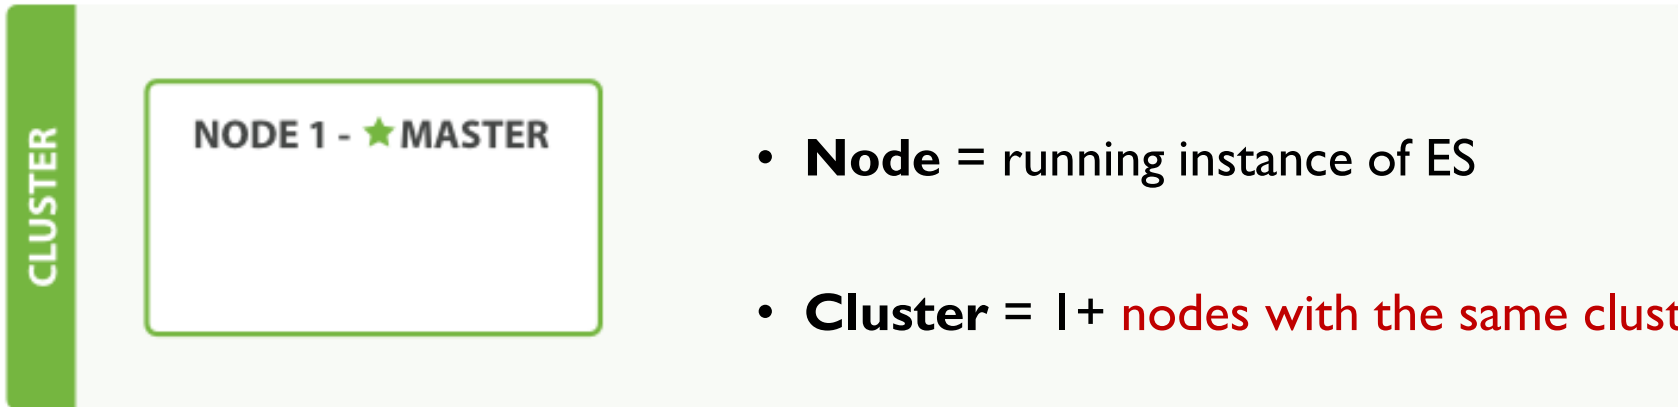 CLUSTER
NODE 1 - ★ MASTER
• Node = running instance of ES
• Cluster = 1+ nodes with the same clust